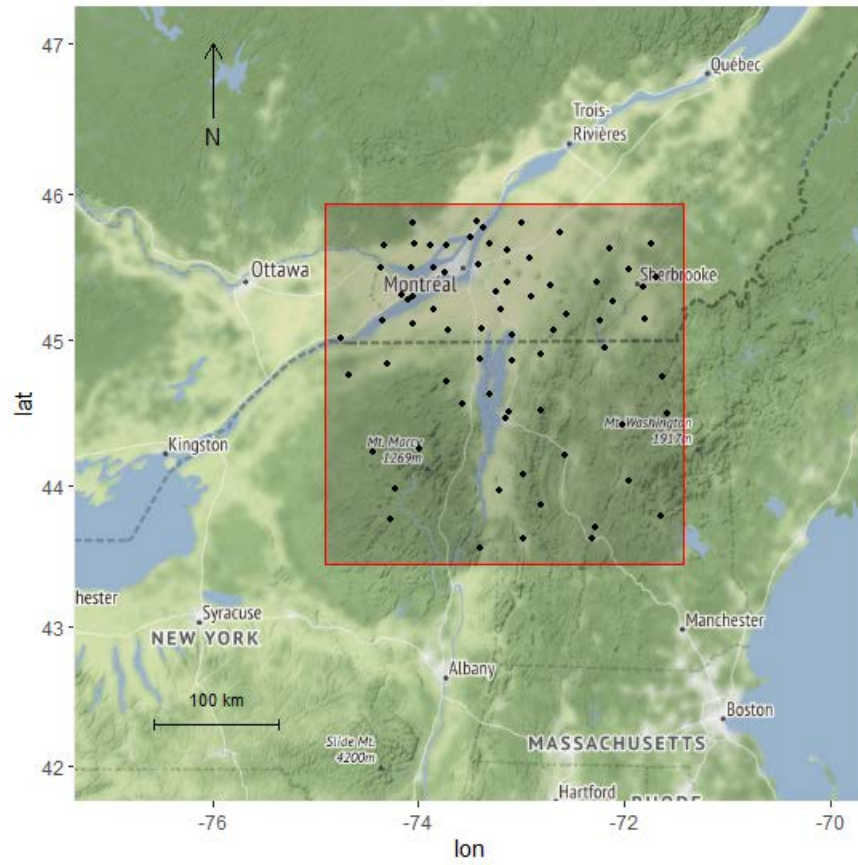 47
Québec
Trois-
Rivières
N
46
Ottawa
Montréal
Sherbrooke
45
lat
Kingston
Mt. Marcy
1269m
Mt. Washington
1917m
44
hester
Syracuse
Manchester
43
NEW YORK
Albany
100 km
Boston
Slide Mt.
4200m
MASSACHUSETTS
42
Hartford
RHODE
-76
-74
-72
-70
lon